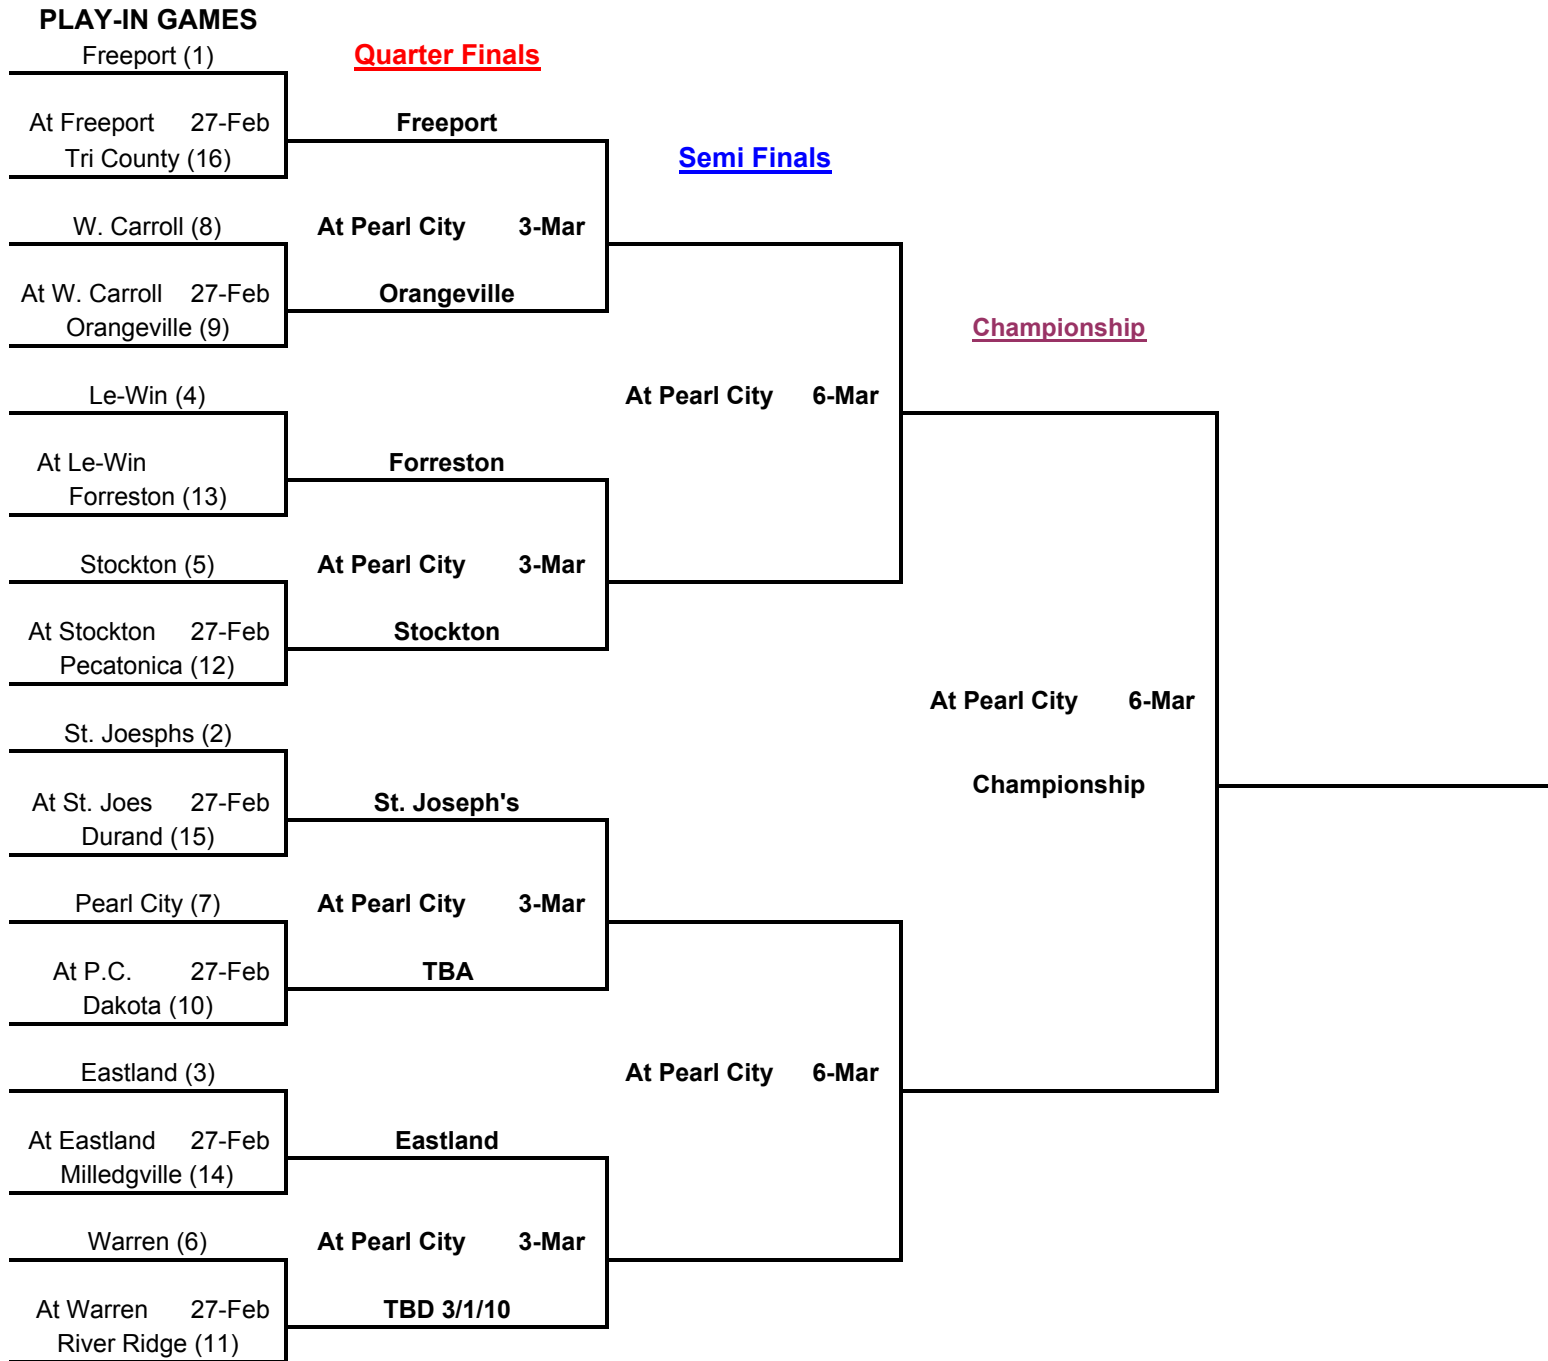 PLAY-IN GAMES
Freeport (1)
Quarter Finals
At Freeport 27-Feb
Freeport
Tri County (16)
Semi Finals
W. Carroll (8)
At Pearl City 3-Mar
At W. Carroll 27-Feb
Orangeville
Orangeville (9)
Championship
Le-Win (4)
At Pearl City 6-Mar
At Le-Win
Forreston
Forreston (13)
Stockton (5)
At Pearl City 3-Mar
At Stockton 27-Feb
Stockton
Pecatonica (12)
At Pearl City 6-Mar
St. Joesphs (2)
Championship
At St. Joes 27-Feb
St. Joseph's
Durand (15)
Pearl City (7)
At Pearl City 3-Mar
At P.C. 27-Feb
TBA
Dakota (10)
Eastland (3)
At Pearl City 6-Mar
At Eastland 27-Feb
Eastland
Milledgville (14)
Warren (6)
At Pearl City 3-Mar
At Warren 27-Feb
TBD 3/1/10
River Ridge (11)